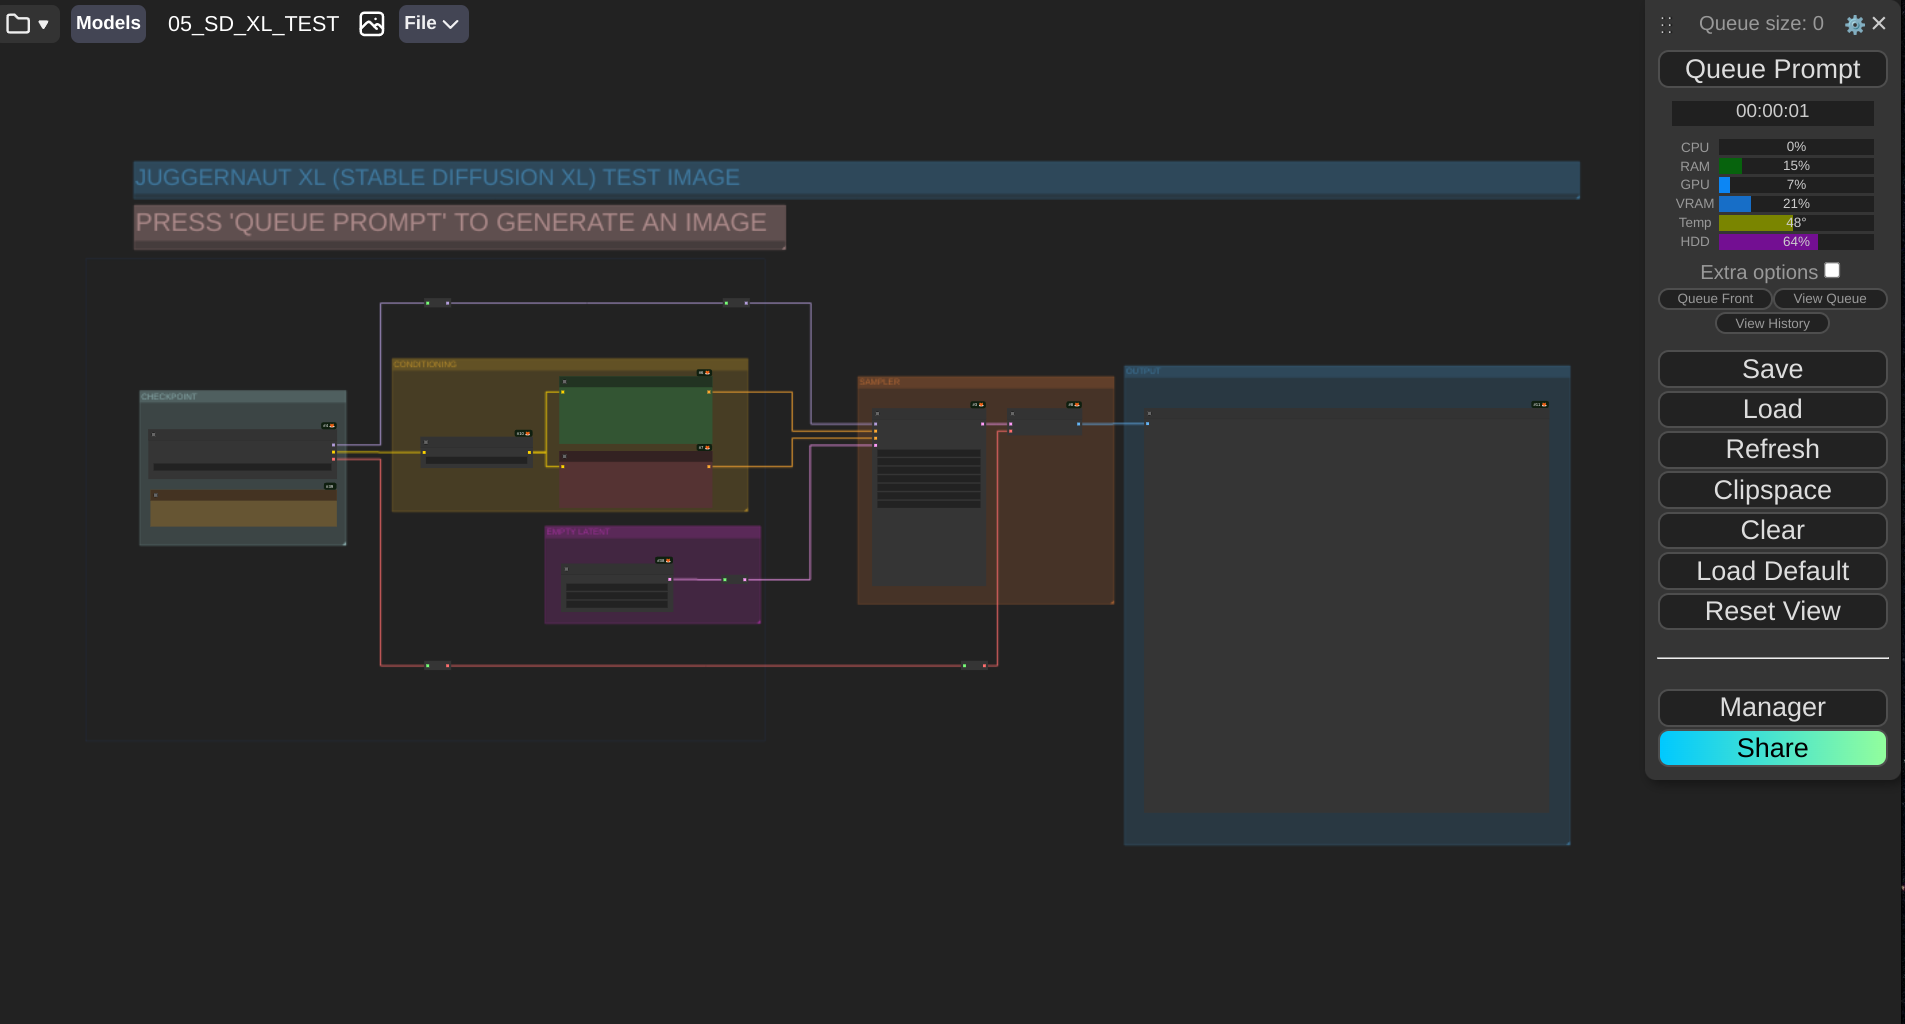 Models
05_SD_XL_TEST
File
Queue size: 0
Queue Prompt
00:00:01
CPU 0%
RAM 15%
GPU 7%
VRAM 21%
Temp 48°
HDD 64%
Extra options
Queue Front
View Queue
View History
Save
Load
Refresh
Clipspace
Clear
Load Default
Reset View
Manager
Share
JUGGERNAUT XL (STABLE DIFFUSION XL) TEST IMAGE
PRESS 'QUEUE PROMPT' TO GENERATE AN IMAGE
CHECKPOINT
CONDITIONING
EMPTY LATENT
SAMPLER
OUTPUT